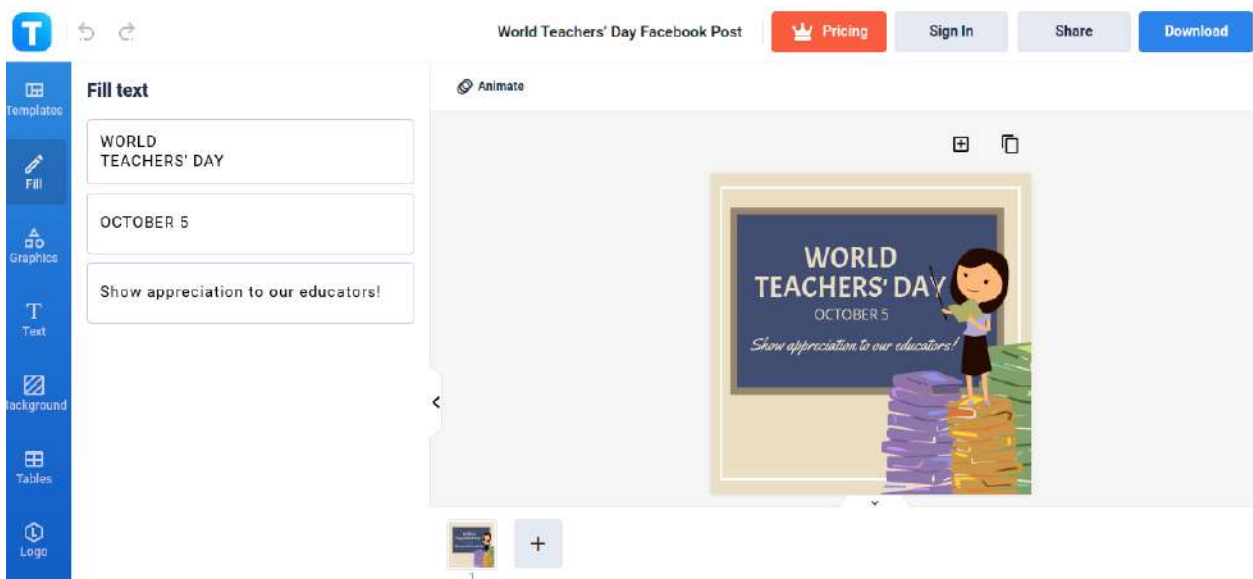 T
World Teachers' Day Facebook Post
Pricing
Sign In
Share
Download
Templates
Fill
Graphics
Text
Background
Tables
Logo
Fill text
WORLD
TEACHERS' DAY
OCTOBER 5
Show appreciation to our educators!
Animate
WORLD
TEACHERS' DAY
OCTOBER 5
Show appreciation to our educators!
+
1